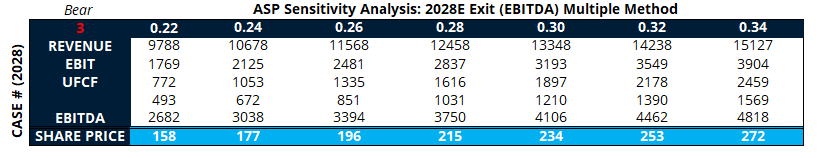 Bear ASP Sensitivity Analysis: 2028E Exit (EBITDA) Multiple Method
3 0.22 0.24 0.26 0.28 0.30 0.32 0.34
CASE # (2028)
REVENUE 9788 10678 11568 12458 13348 14238 15127
EBIT 1769 2125 2481 2837 3193 3549 3904
UFCF 772 1053 1335 1616 1897 2178 2459
493 672 851 1031 1210 1390 1569
EBITDA 2682 3038 3394 3750 4106 4462 4818
SHARE PRICE 158 177 196 215 234 253 272